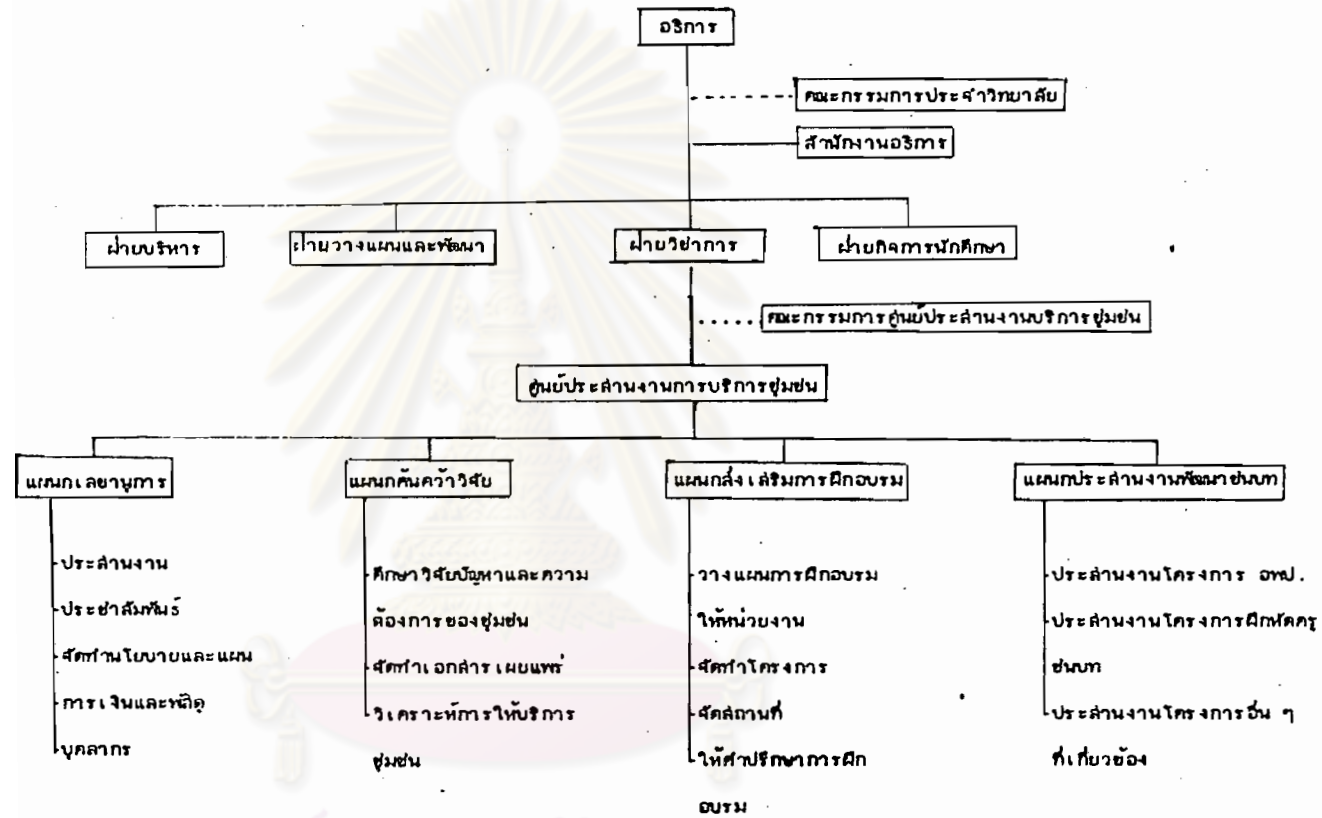 อธิการ
คณะกรรมการประจำวิทยาลัย
สำนักงานอธิการ
ฝ่ายบริหาร
ฝ่ายวางแผนและพัฒนา
ฝ่ายวิชาการ
ฝ่ายกิจการนักศึกษา
คณะกรรมการศูนย์ประสานงานบริการชุมชน
ศูนย์ประสานงานการบริการชุมชน
แผนกเลขานุการ
ประสานงาน
ประชาสัมพันธ์
จัดทำนโยบายและแผน
การเงินและพัสดุ
บุคลากร
แผนกค้นคว้าวิจัย
ศึกษาวิจัยปัญหาและความ
ต้องการของชุมชน
จัดทำเอกสารเผยแพร่
วิเคราะห์การให้บริการ
ชุมชน
แผนกส่งเสริมการฝึกอบรม
วางแผนการฝึกอบรม
ให้หน่วยงาน
จัดทำโครงการ
จัดสถานที่
ให้คำปรึกษาการฝึก
อบรม
แผนกประสานงานพัฒนาชนบท
ประสานงานโครงการ อพป.
ประสานงานโครงการฝึกหัดครู
ชนบท
ประสานงานโครงการอื่น ๆ
ที่เกี่ยวข้อง